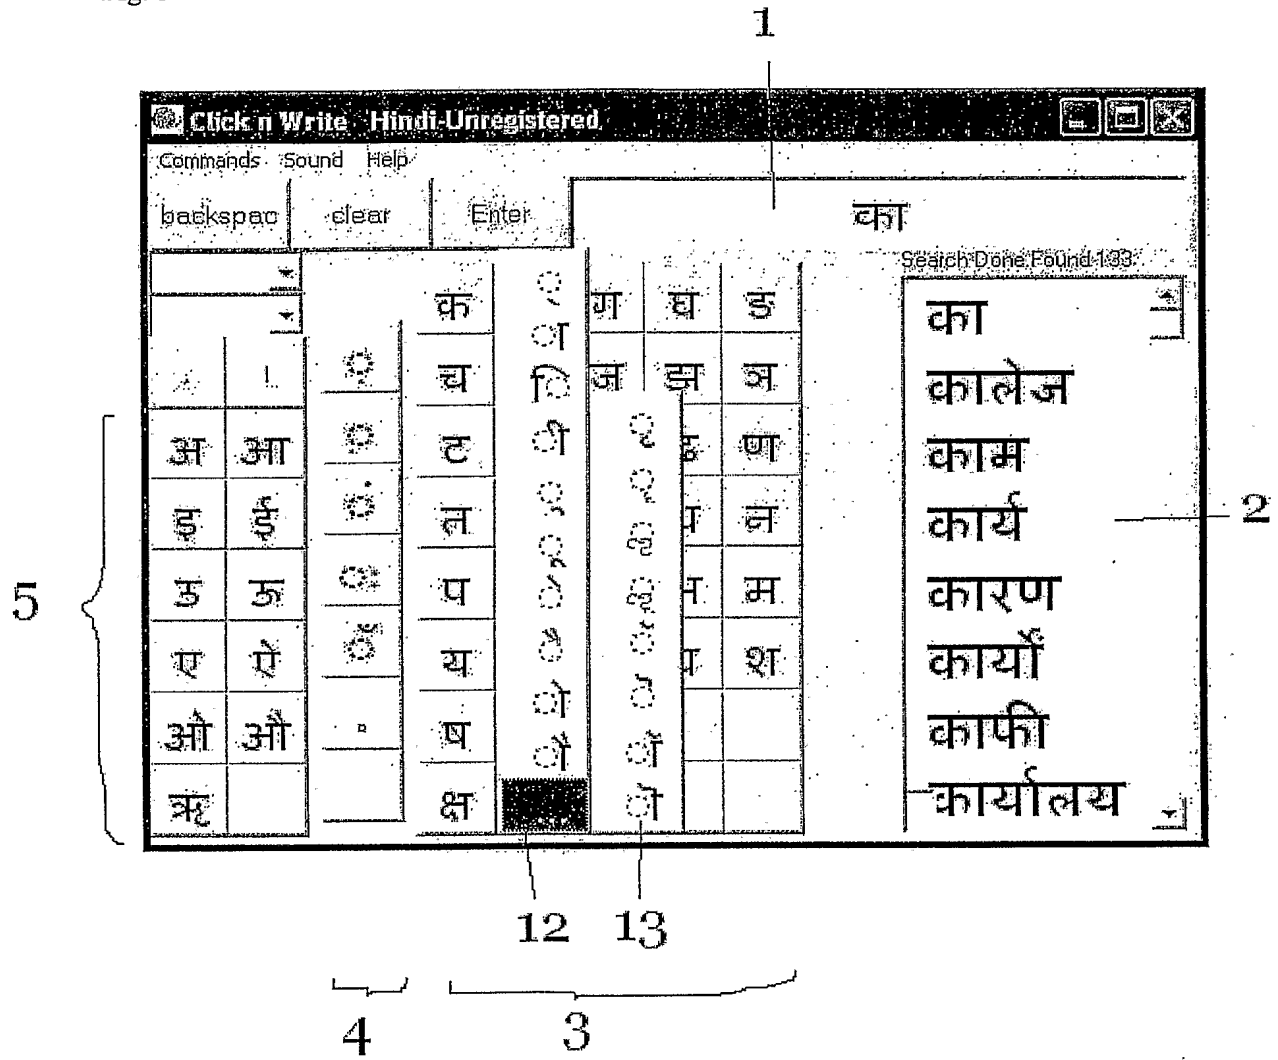 1
Click n Write Hindi-Unregistered
Commands Sound Help
backspac clear Enter
का
Search Done Found 133
क ग घ ङ
च ज झ ञ
अ आ ट ण
इ ई त न
उ ऊ प म
ए ऐ य श
ओ औ ष
ऋ क्ष
का
कालेज
काम
कार्य
कारण
कार्यों
काफी
कार्यालय
2
5
12 13
4 3